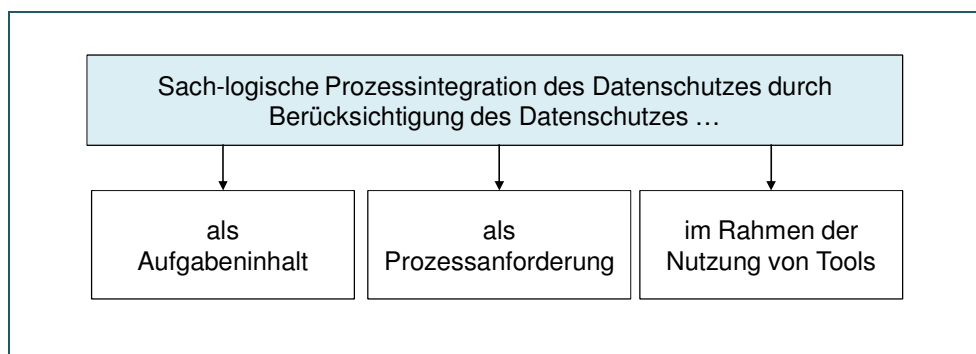 Sach-logische Prozessintegration des Datenschutzes durch
Berücksichtigung des Datenschutzes …
als
Aufgabeninhalt
als
Prozessanforderung
im Rahmen der
Nutzung von Tools